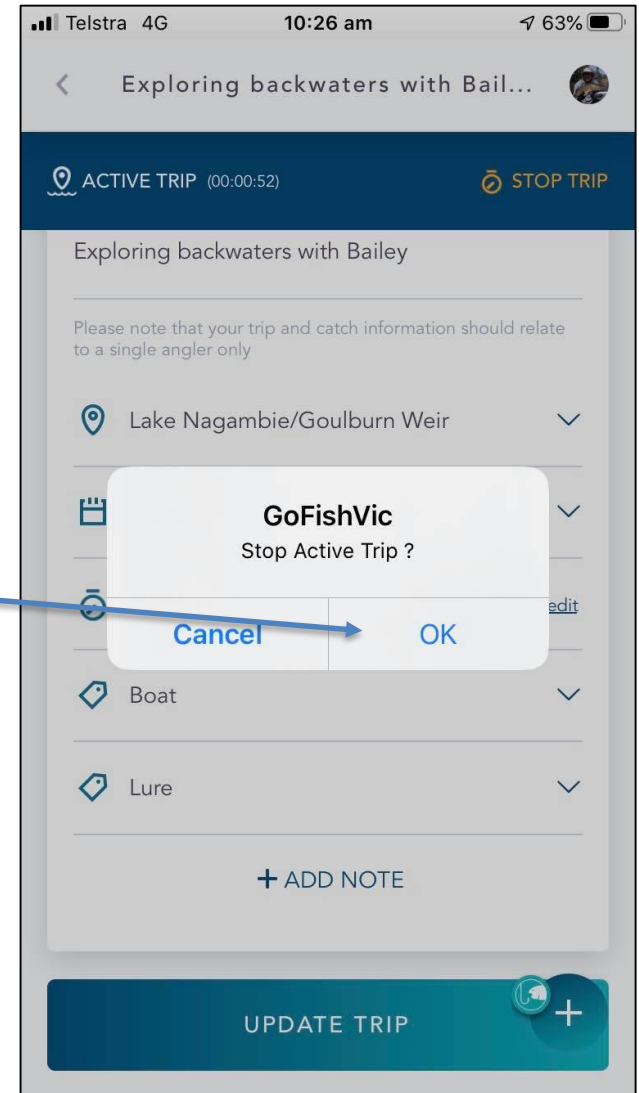 Telstra 4G 10:26 am 63%
Exploring backwaters with Bail...
ACTIVE TRIP (00:00:52) STOP TRIP
Exploring backwaters with Bailey
Please note that your trip and catch information should relate
to a single angler only
Lake Nagambie/Goulburn Weir
GoFishVic
Stop Active Trip ?
edit
Cancel OK
Boat
Lure
+ ADD NOTE
UPDATE TRIP +